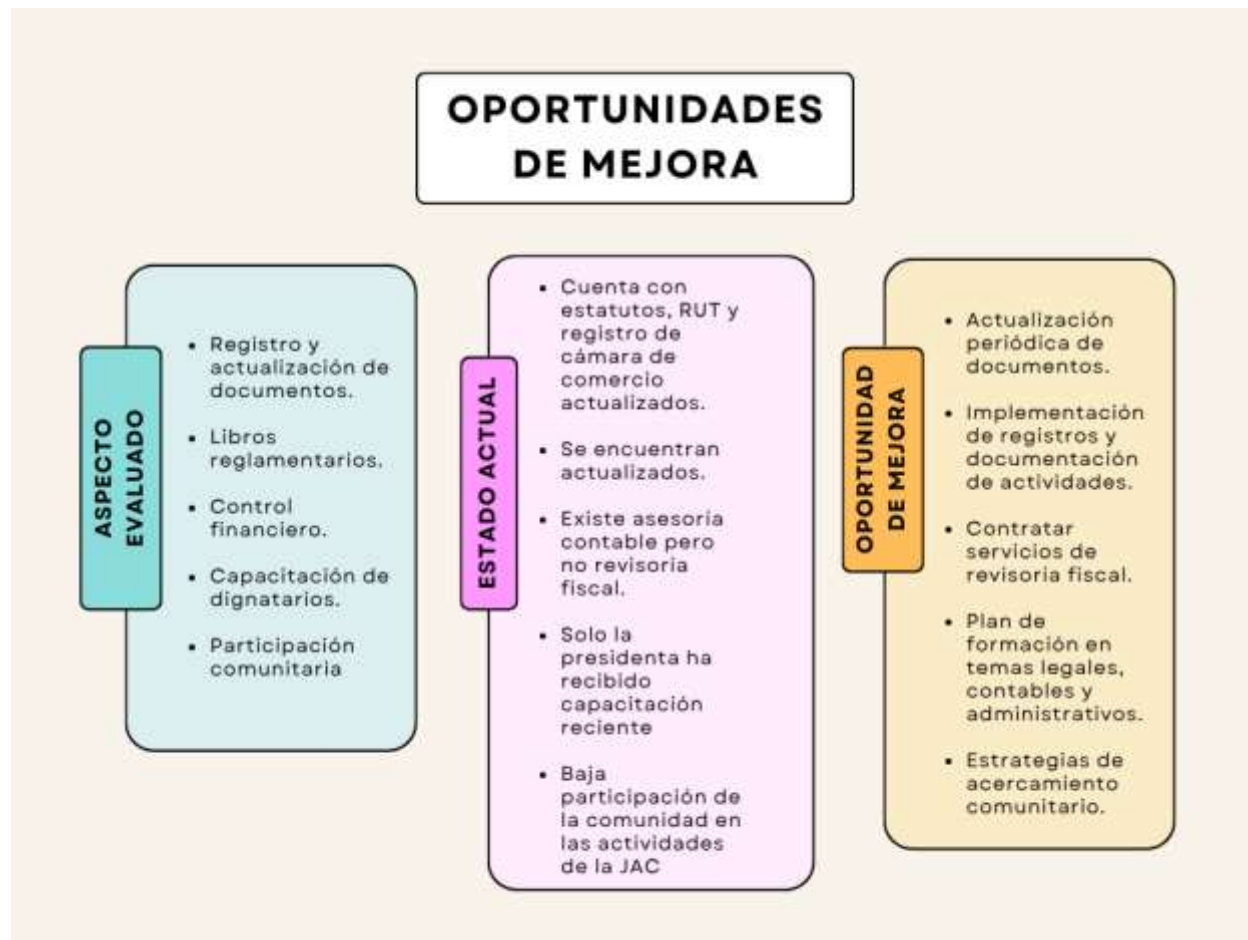 OPORTUNIDADES
DE MEJORA
ASPECTO
EVALUADO
• Registro y
actualización de
documentos.
• Libros
reglamentarios.
• Control
financiero.
• Capacitación de
dignatarios.
• Participación
comunitaria
ESTADO ACTUAL
• Cuenta con
estatutos, RUT y
registro de
cámara de
comercio
actualizados.
• Se encuentran
actualizados.
• Existe asesoria
contable pero
no revisoria
fiscal.
• Solo la
presidenta ha
recibido
capacitación
reciente
• Baja
participación de
la comunidad en
las actividades
de la JAC
OPORTUNIDAD
DE MEJORA
• Actualización
periódica de
documentos.
• Implementación
de registros y
documentación
de actividades.
• Contratar
servicios de
revisoria fiscal.
• Plan de
formación en
temas legales,
contables y
administrativos.
• Estrategias de
acercamiento
comunitario.